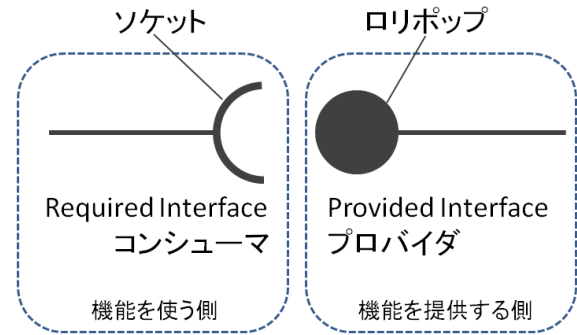 ソケット
ロリポップ
Required Interface
コンシューマ
機能を使う側
Provided Interface
プロバイダ
機能を提供する側